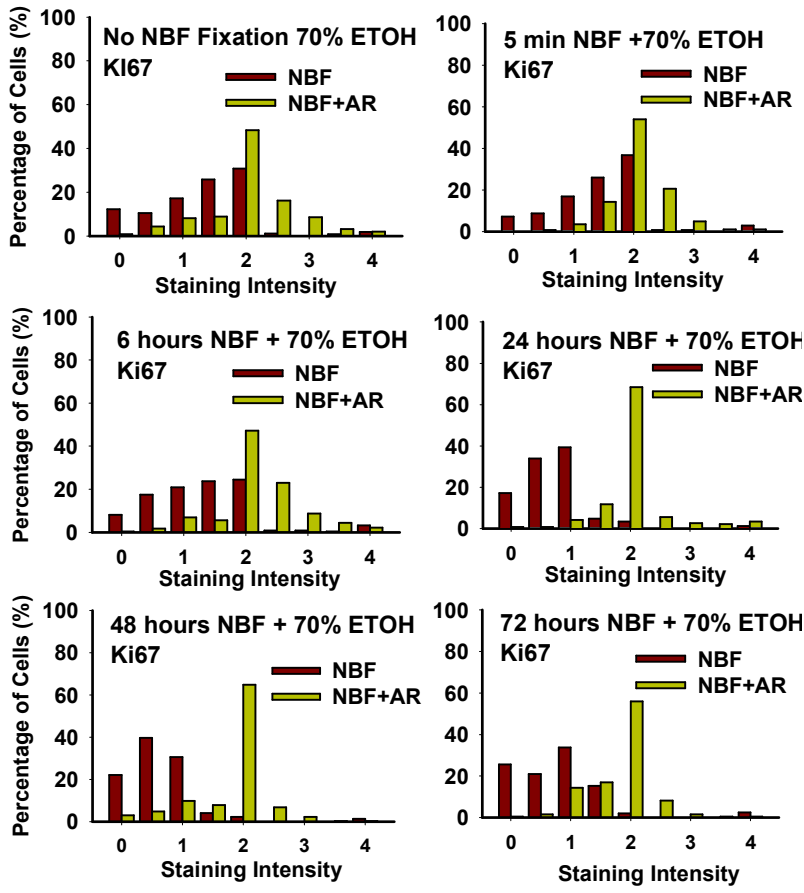 No NBF Fixation 70% ETOH
KI67
NBF
NBF+AR
Percentage of Cells (%)
100
80
60
40
20
0
0 1 2 3 4
Staining Intensity
5 min NBF +70% ETOH
Ki67
NBF
NBF+AR
100
80
60
40
20
0
0 1 2 3 4
Staining Intensity
6 hours NBF + 70% ETOH
Ki67
NBF
NBF+AR
Percentage of Cells (%)
100
80
60
40
20
0
0 1 2 3 4
Staining Intensity
24 hours NBF + 70% ETOH
Ki67
NBF
NBF+AR
100
80
60
40
20
0
0 1 2 3 4
Staining Intensity
48 hours NBF + 70% ETOH
Ki67
NBF
NBF+AR
Percentage of Cells (%)
100
80
60
40
20
0
0 1 2 3 4
Staining Intensity
72 hours NBF + 70% ETOH
Ki67
NBF
NBF+AR
100
80
60
40
20
0
0 1 2 3 4
Staining Intensity